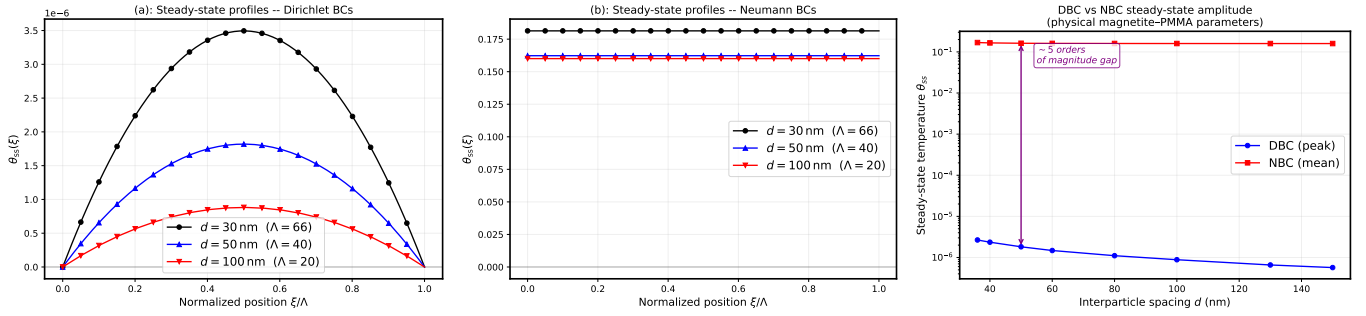 (a): Steady-state profiles -- Dirichlet BCs
1e−6
3.5
3.0
2.5
2.0
1.5
1.0
0.5
0.0
θss(ξ)
d = 30 nm (Λ = 66)
d = 50 nm (Λ = 40)
d = 100 nm (Λ = 20)
0.0 0.2 0.4 0.6 0.8 1.0
Normalized position ξ/Λ
(b): Steady-state profiles -- Neumann BCs
0.175
0.150
0.125
0.100
0.075
0.050
0.025
0.000
θss(ξ)
d = 30 nm (Λ = 66)
d = 50 nm (Λ = 40)
d = 100 nm (Λ = 20)
0.0 0.2 0.4 0.6 0.8 1.0
Normalized position ξ/Λ
DBC vs NBC steady-state amplitude
(physical magnetite–PMMA parameters)
10⁻¹
10⁻²
10⁻³
10⁻⁴
10⁻⁵
10⁻⁶
Steady-state temperature θss
~ 5 orders
of magnitude gap
DBC (peak)
NBC (mean)
40 60 80 100 120 140
Interparticle spacing d (nm)